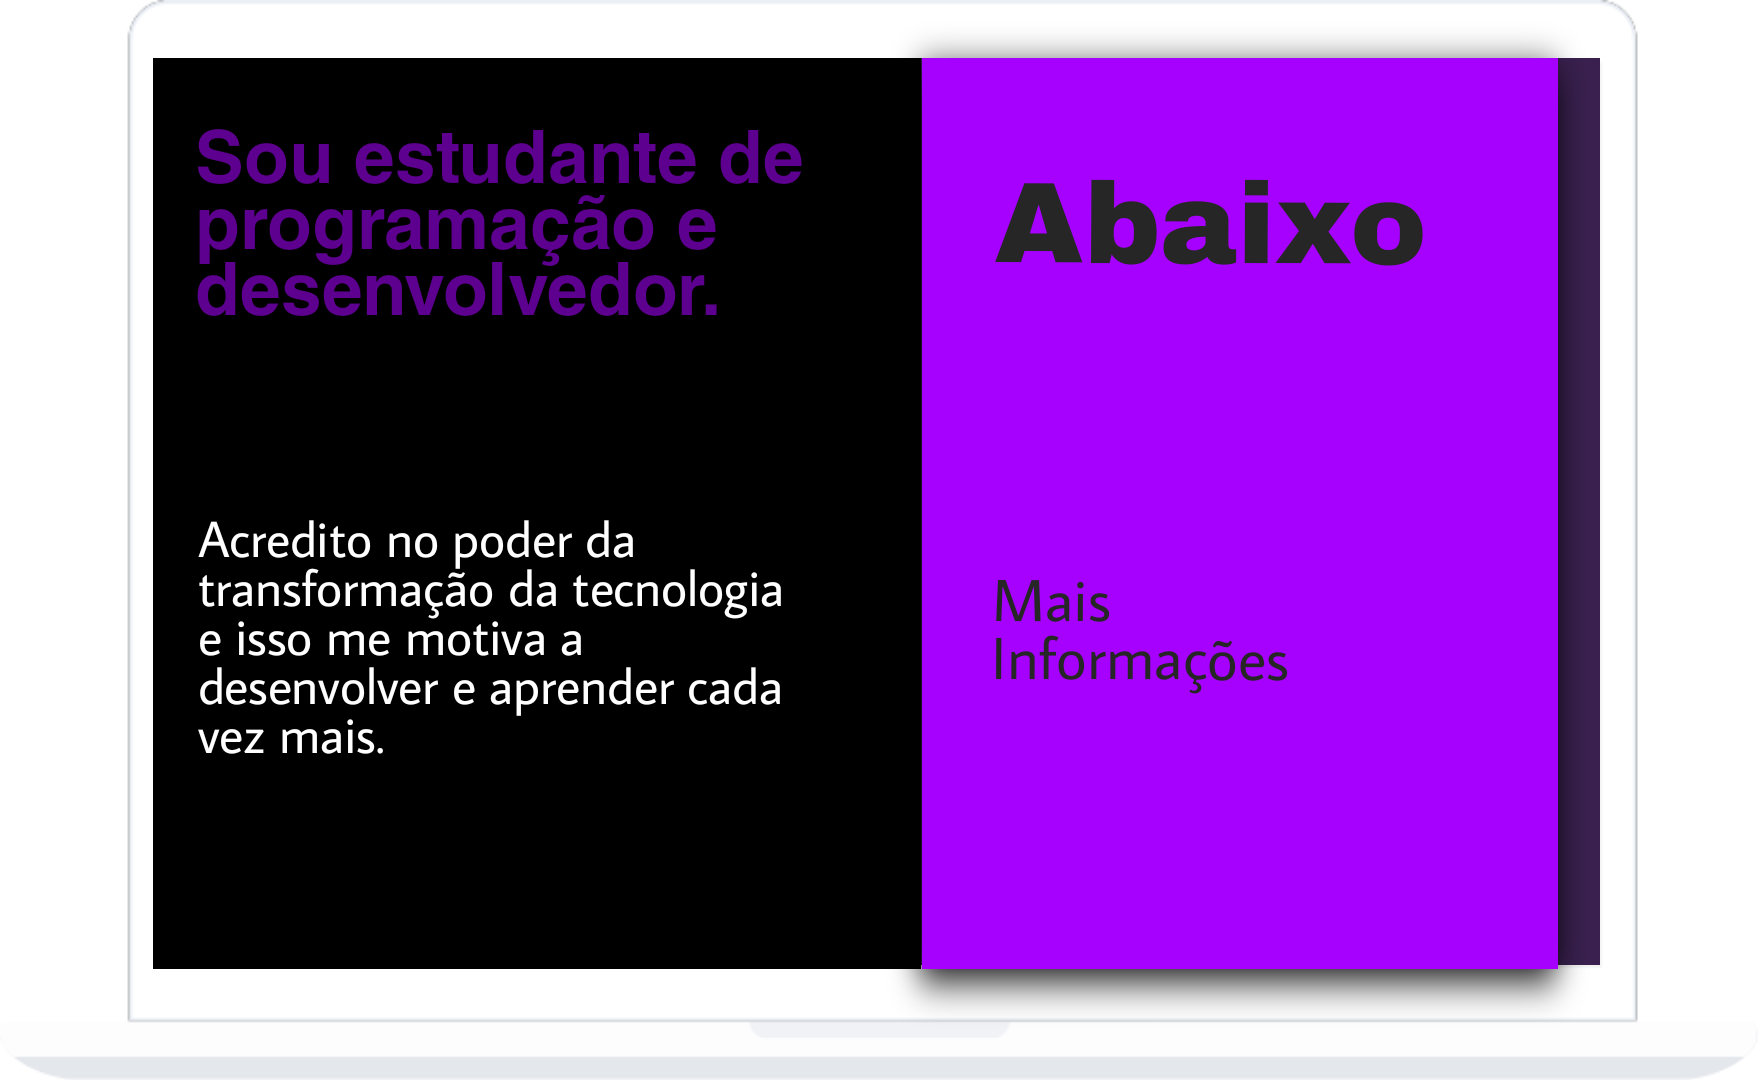 Sou estudante de
programação e
desenvolvedor.
Acredito no poder da
transformação da tecnologia
e isso me motiva a
desenvolver e aprender cada
vez mais.
Abaixo
Mais
Informações